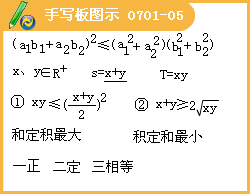 手写板图示 0701-05
(a₁b₁+a₂b₂)²≤(a₁²+a₂²)(b₁²+b₂²)
x、y∈R⁺ s=x+y T=xy
① xy≤(x+y/2)² ② x+y≥2√xy
和定积最大 积定和最小
一正 二定 三相等